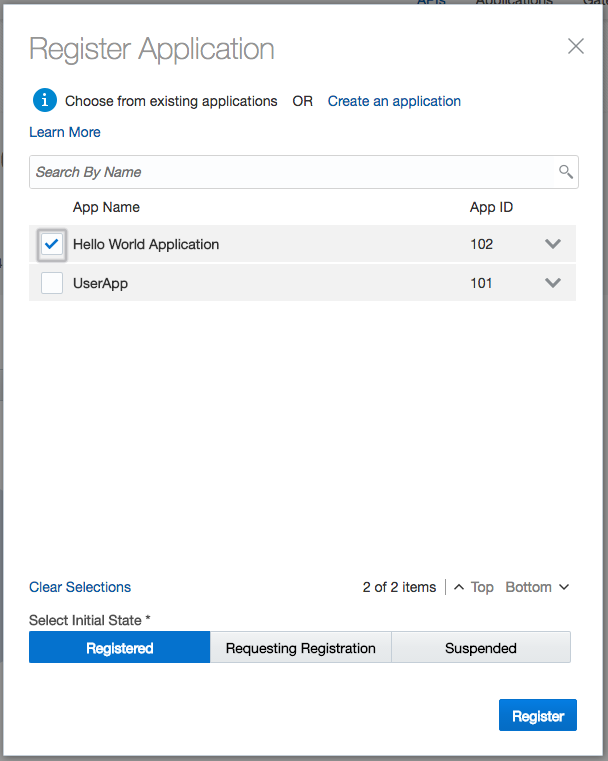 APIs Applications
Register Application
Choose from existing applications OR Create an application
Learn More
Search By Name
App Name App ID
Hello World Application 102
UserApp 101
Clear Selections 2 of 2 items Top Bottom
Select Initial State *
Registered Requesting Registration Suspended
Register